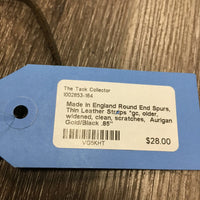 The Tack Collector
I002853-164
Made in England Round End Spurs,
Thin Leather Straps "gc, older,
widened, clean, scratches, Aurigan
Gold/Black .85"
$28.00
VG5KHT